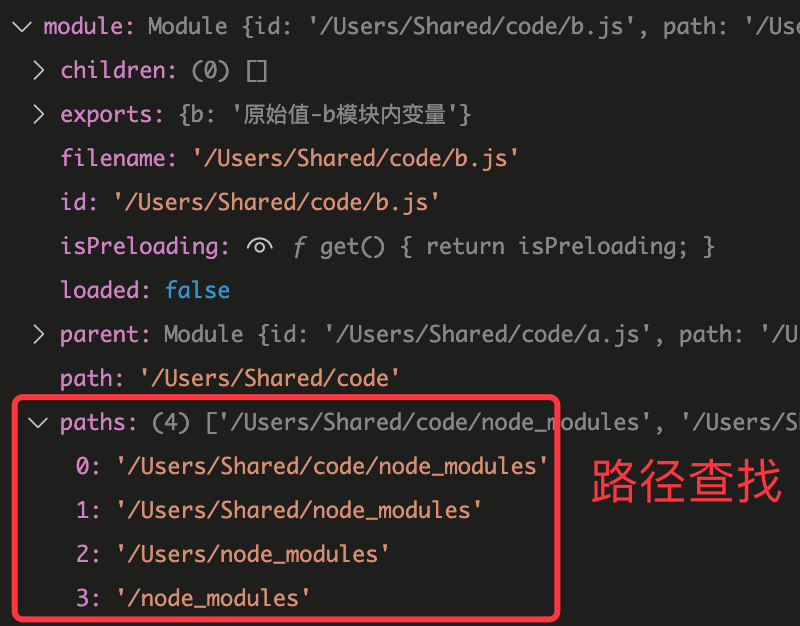 module: Module {id: '/Users/Shared/code/b.js', path: '/Use
children: (0) []
exports: {b: '原始值-b模块内变量'}
filename: '/Users/Shared/code/b.js'
id: '/Users/Shared/code/b.js'
isPreloading: ƒ get() { return isPreloading; }
loaded: false
parent: Module {id: '/Users/Shared/code/a.js', path: '/U
path: '/Users/Shared/code'
paths: (4) ['/Users/Shared/code/node_modules', '/Users/Sh
0: '/Users/Shared/code/node_modules'
路径查找
1: '/Users/Shared/node_modules'
2: '/Users/node_modules'
3: '/node_modules'